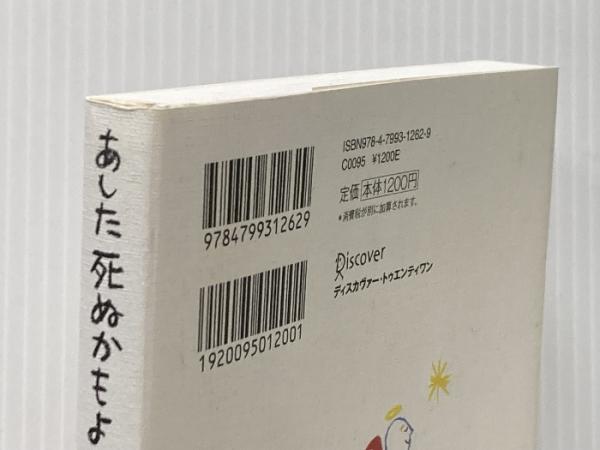 あした死ぬかもよ
ISBN978-4-7993-1262-9
C0095 ¥1200E
定価 本体1200円
*消費税が別に加算されます。
9784799312629
Discover
ディスカヴァー・トゥエンティワン
1920095012001